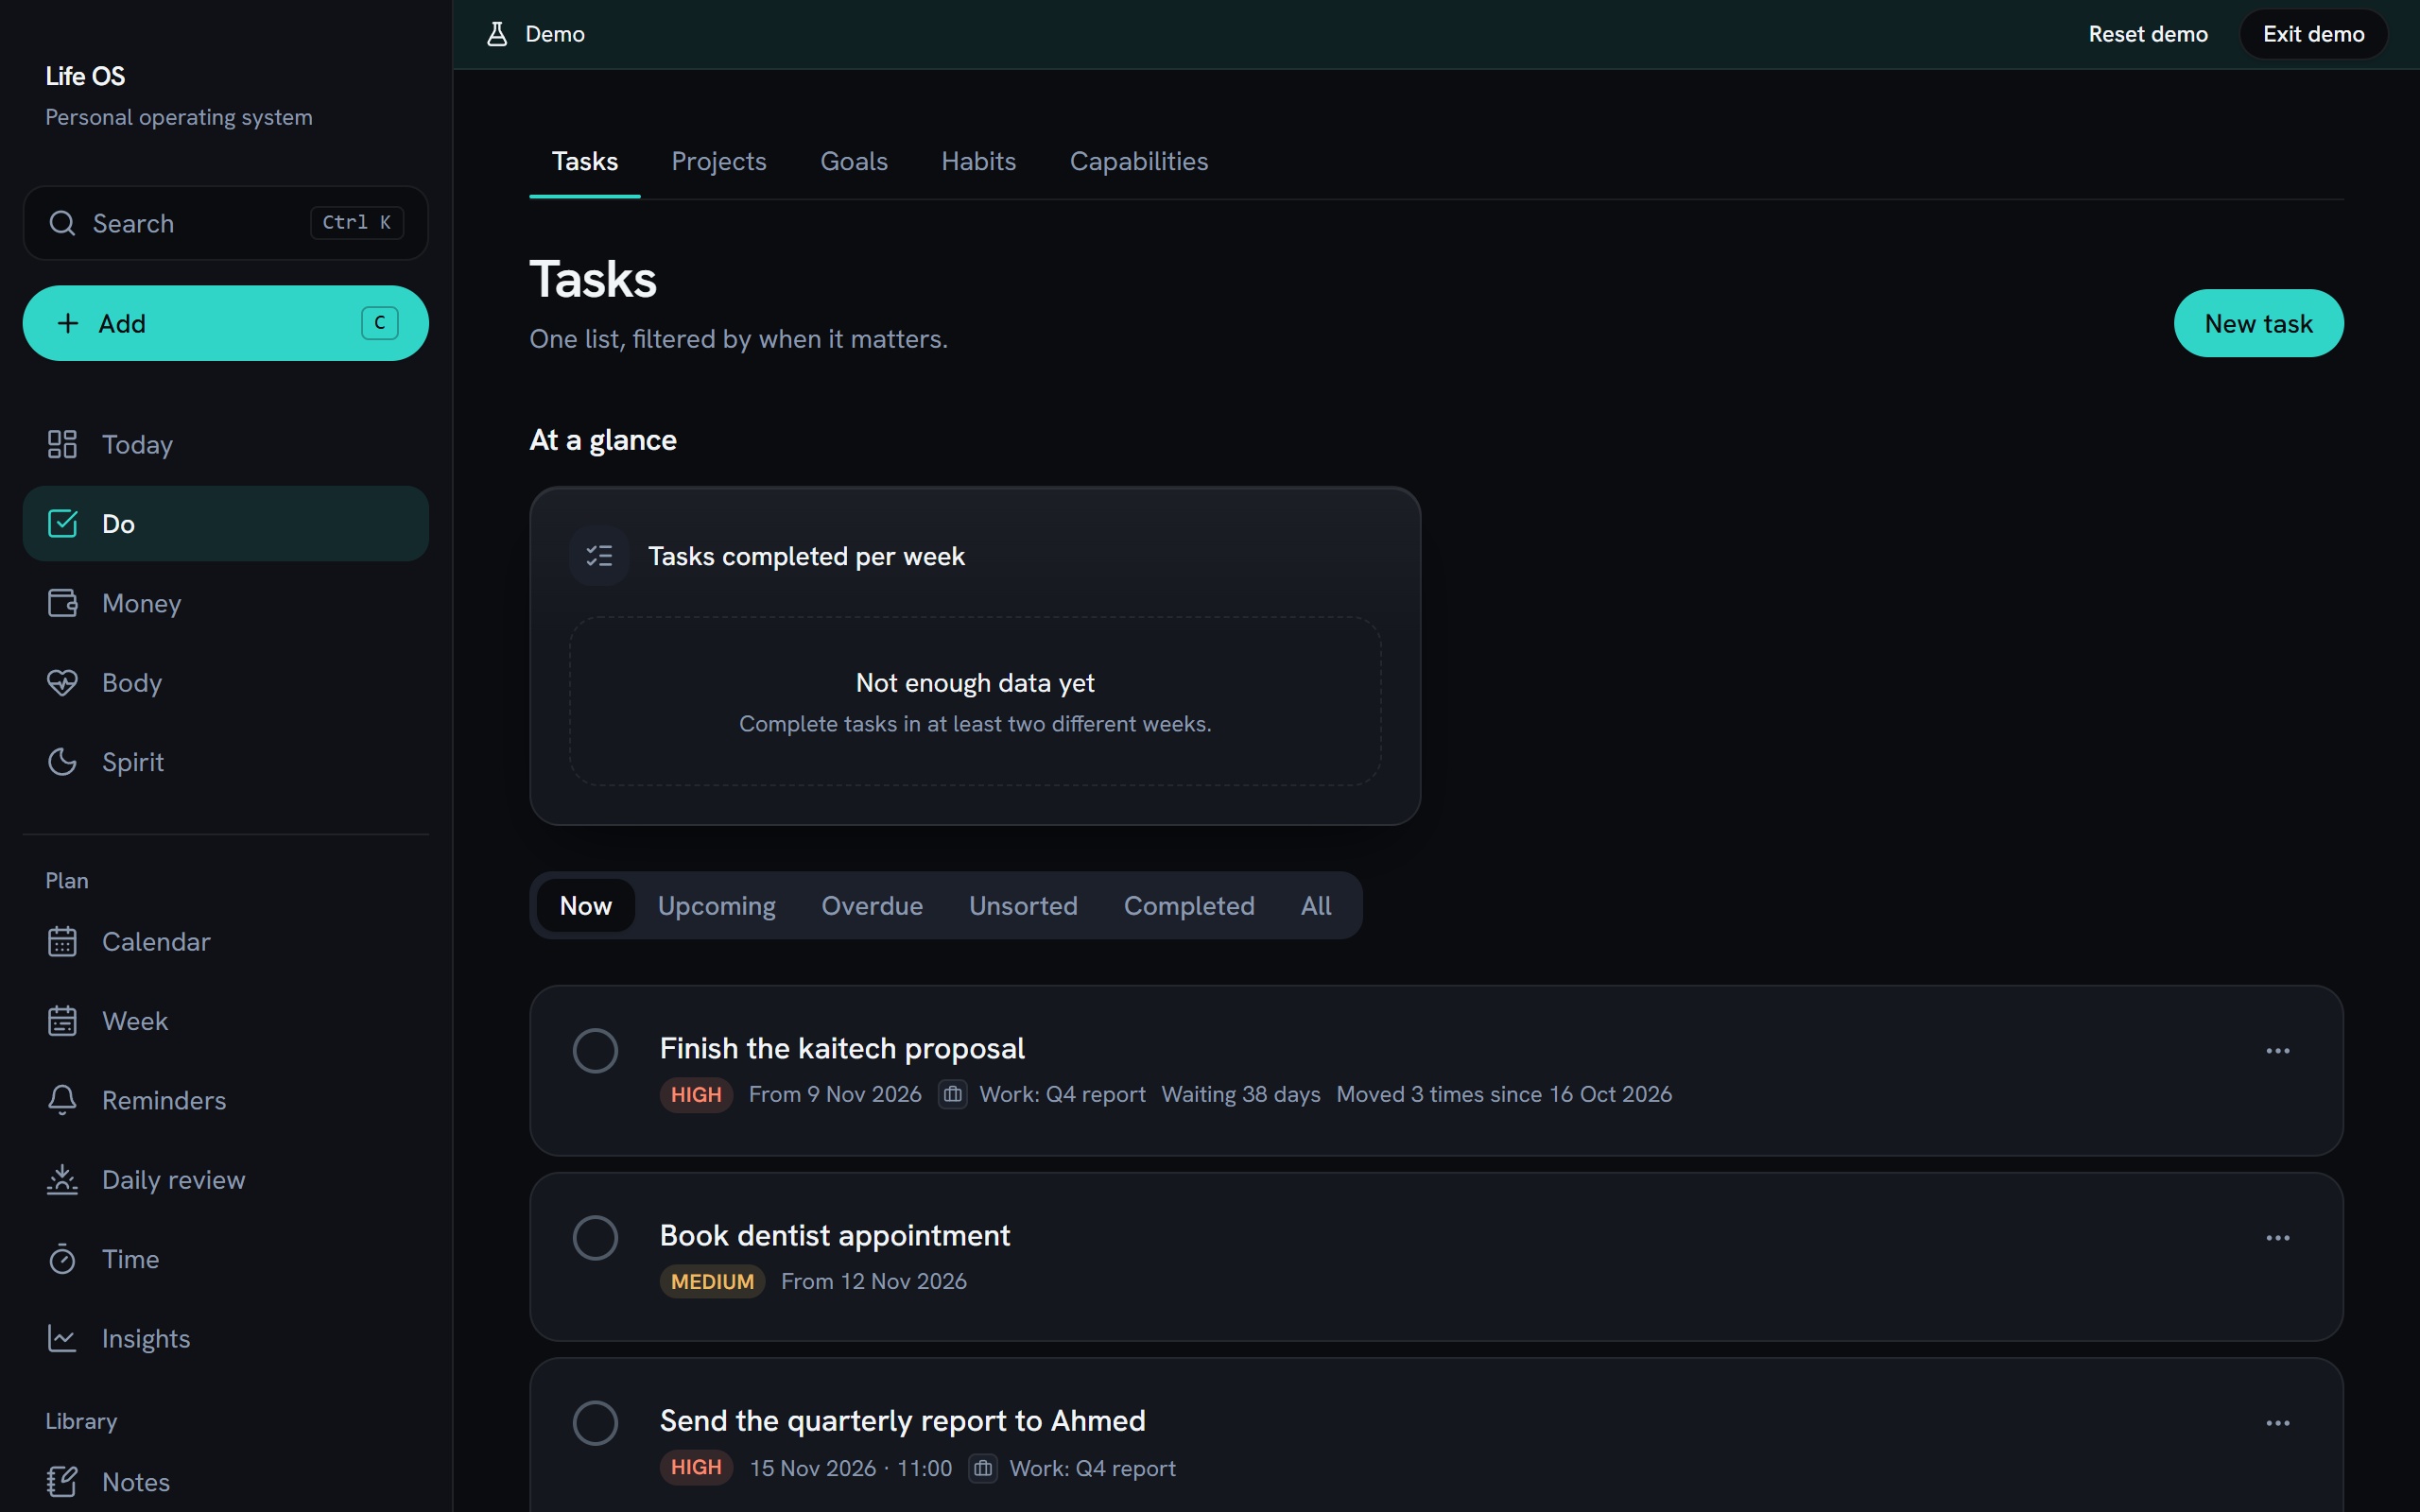 Life OS
Personal operating system
Search Ctrl K
Add C
Today
Do
Money
Body
Spirit
Plan
Calendar
Week
Reminders
Daily review
Time
Insights
Library
Notes
Demo Reset demo Exit demo
Tasks Projects Goals Habits Capabilities
Tasks
One list, filtered by when it matters.
New task
At a glance
Tasks completed per week
Not enough data yet
Complete tasks in at least two different weeks.
Now Upcoming Overdue Unsorted Completed All
Finish the kaitech proposal
HIGH From 9 Nov 2026 Work: Q4 report Waiting 38 days Moved 3 times since 16 Oct 2026
Book dentist appointment
MEDIUM From 12 Nov 2026
Send the quarterly report to Ahmed
HIGH 15 Nov 2026 · 11:00 Work: Q4 report